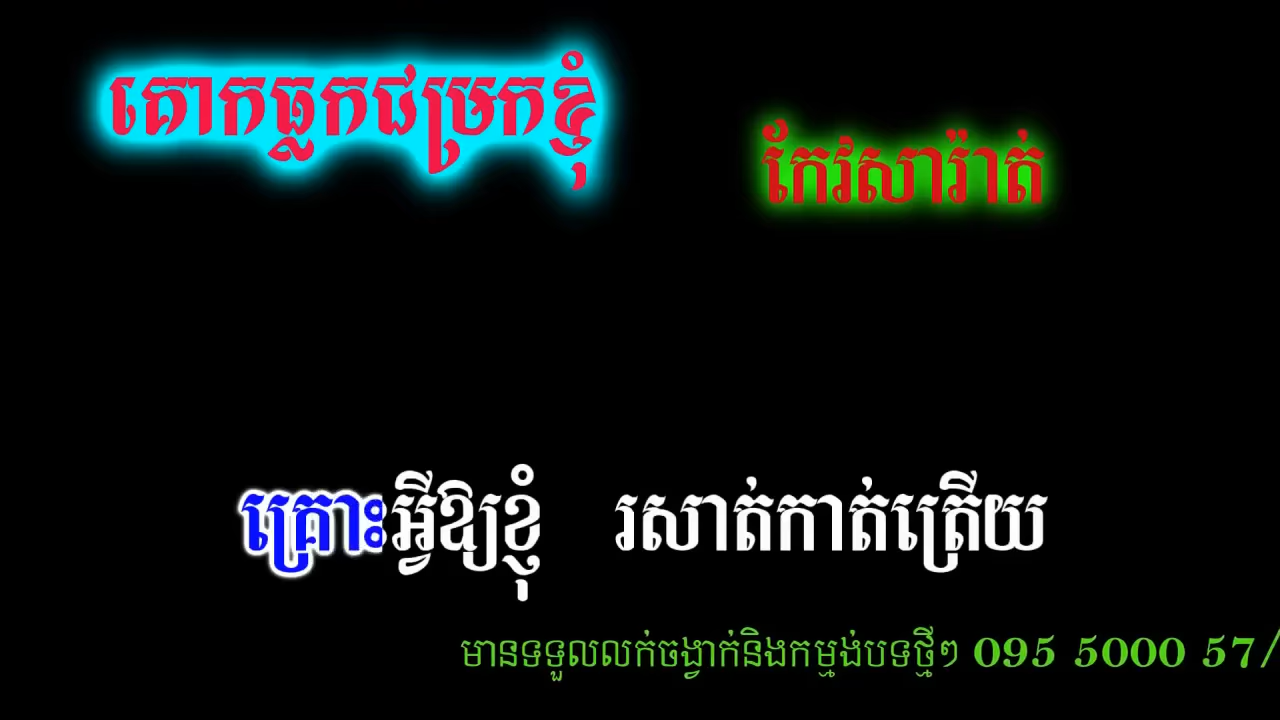 គោកធ្លកជម្រកខ្ញុំ
កែវសារ៉ាត់
គ្រោះអ្វីឱ្យខ្ញុំ រសាត់កាត់ត្រើយ
មានទទួលលក់ចង្វាក់និងកម្មង់បទថ្មីៗ 095 5000 57/